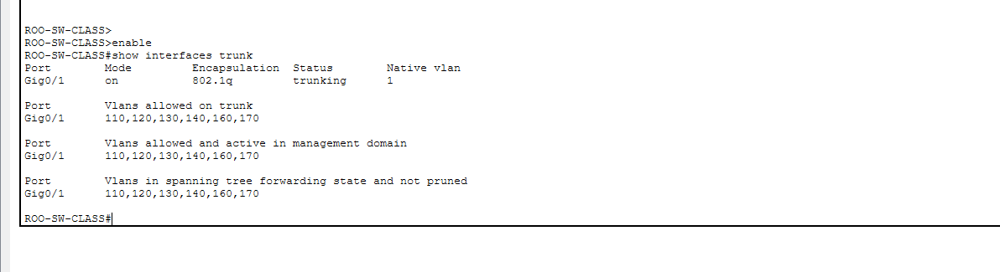 ROO-SW-CLASS>
ROO-SW-CLASS>enable
ROO-SW-CLASS#show interfaces trunk
Port        Mode         Encapsulation  Status        Native vlan
Gig0/1      on           802.1q         trunking      1
Port        Vlans allowed on trunk
Gig0/1      110,120,130,140,160,170
Port        Vlans allowed and active in management domain
Gig0/1      110,120,130,140,160,170
Port        Vlans in spanning tree forwarding state and not pruned
Gig0/1      110,120,130,140,160,170
ROO-SW-CLASS#